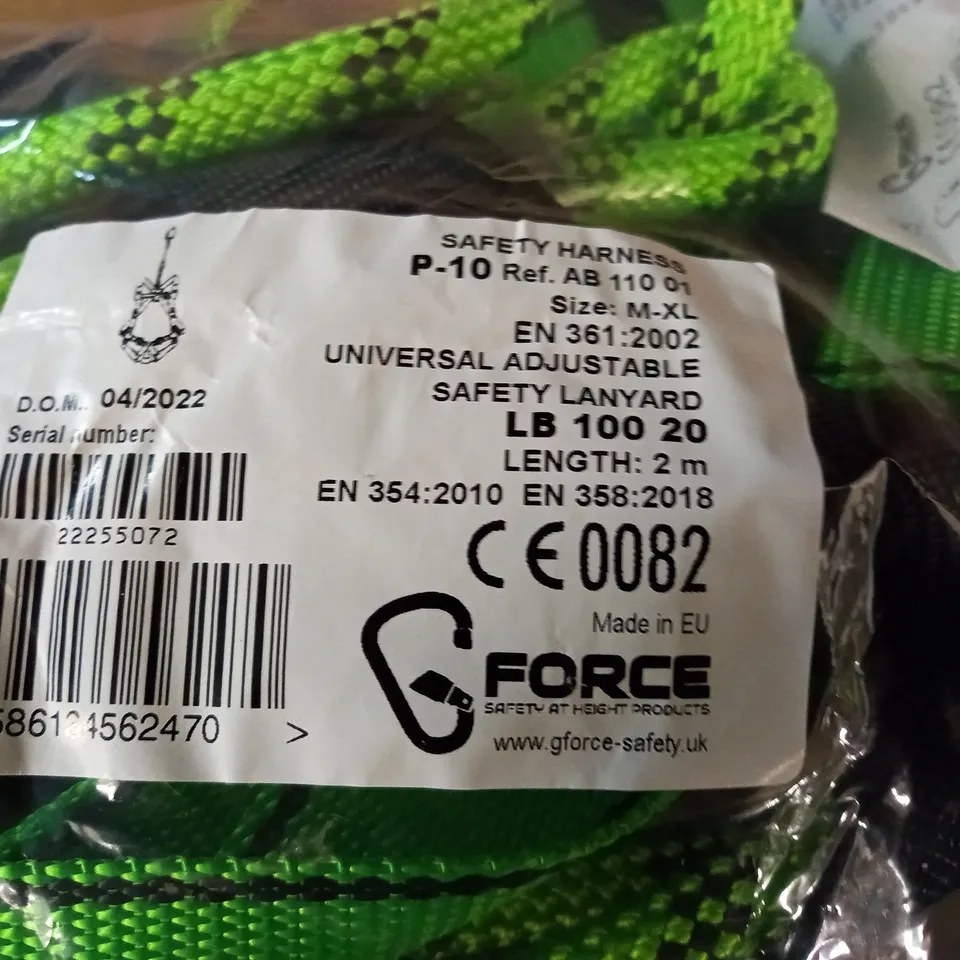 SAFETY HARNESS
P-10 Ref. AB 110 01
Size: M-XL
EN 361:2002
UNIVERSAL ADJUSTABLE
SAFETY LANYARD
LB 100 20
LENGTH: 2 m
EN 354:2010 EN 358:2018
CE0082
Made in EU
FORCE
SAFETY AT HEIGHT PRODUCTS
www.gforce-safety.uk
D.O.M.. 04/2022
Serial number:
22255072
>